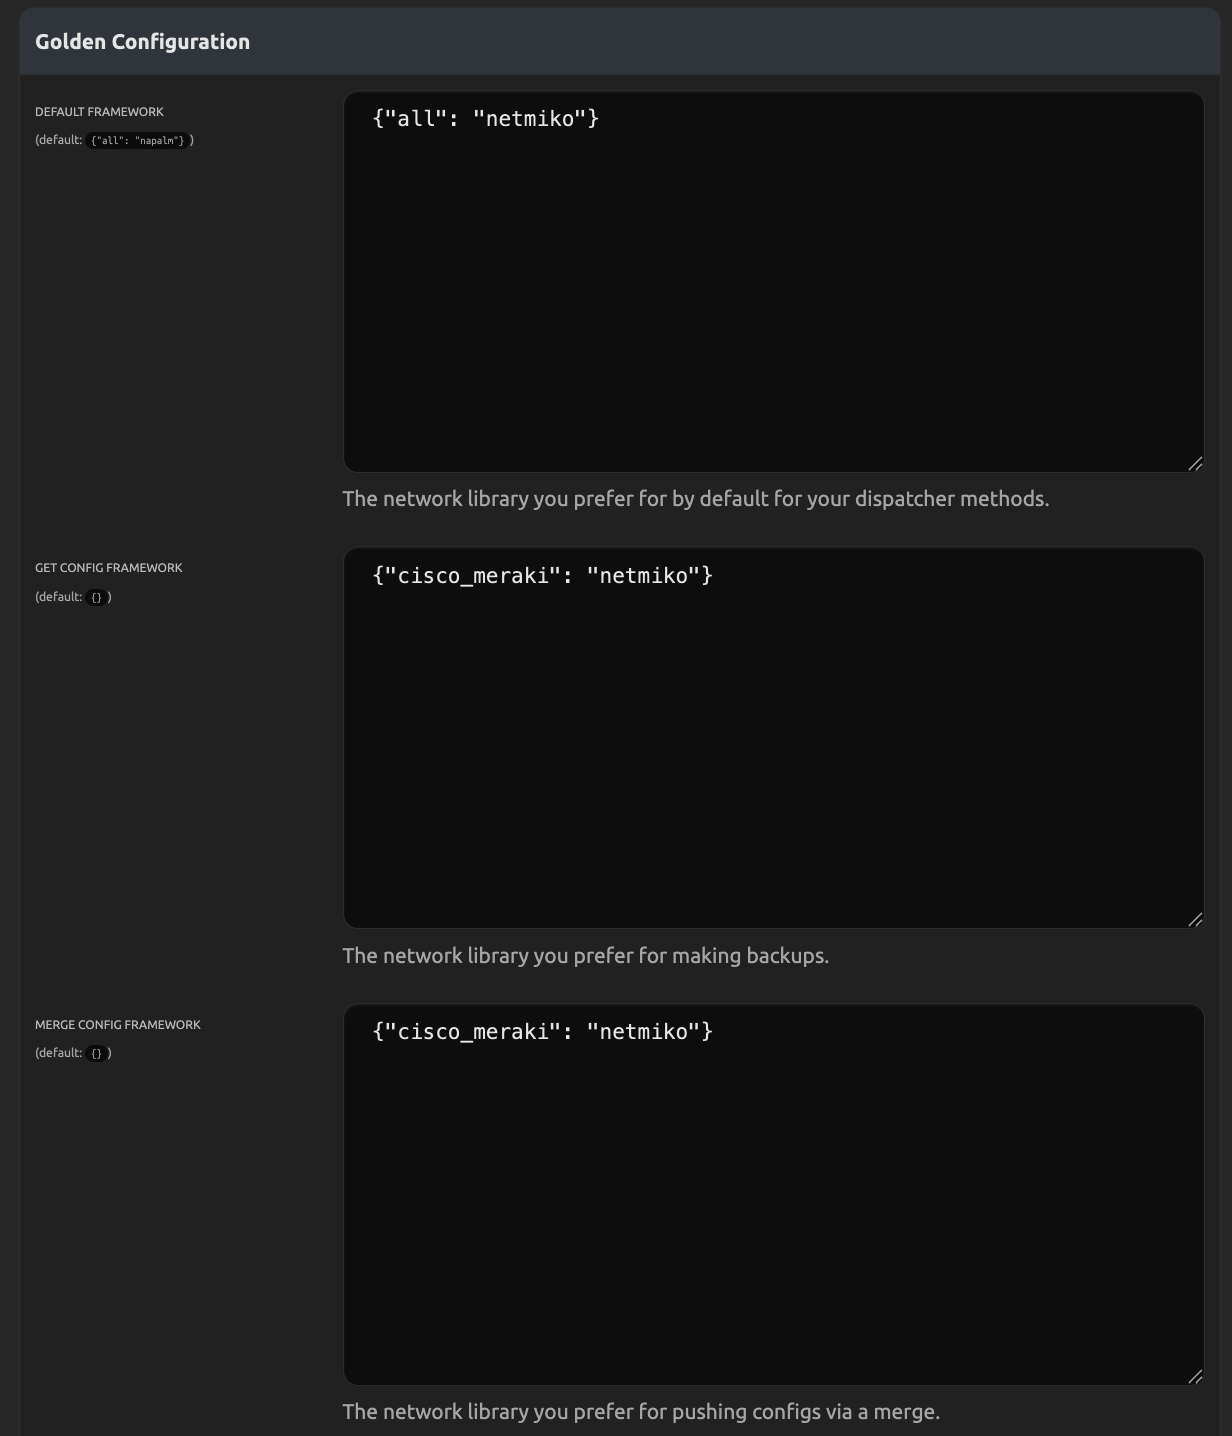 Golden Configuration
DEFAULT FRAMEWORK
(default: {"all": "napalm"} )
{"all": "netmiko"}
The network library you prefer for by default for your dispatcher methods.
GET CONFIG FRAMEWORK
(default: {} )
{"cisco_meraki": "netmiko"}
The network library you prefer for making backups.
MERGE CONFIG FRAMEWORK
(default: {} )
{"cisco_meraki": "netmiko"}
The network library you prefer for pushing configs via a merge.